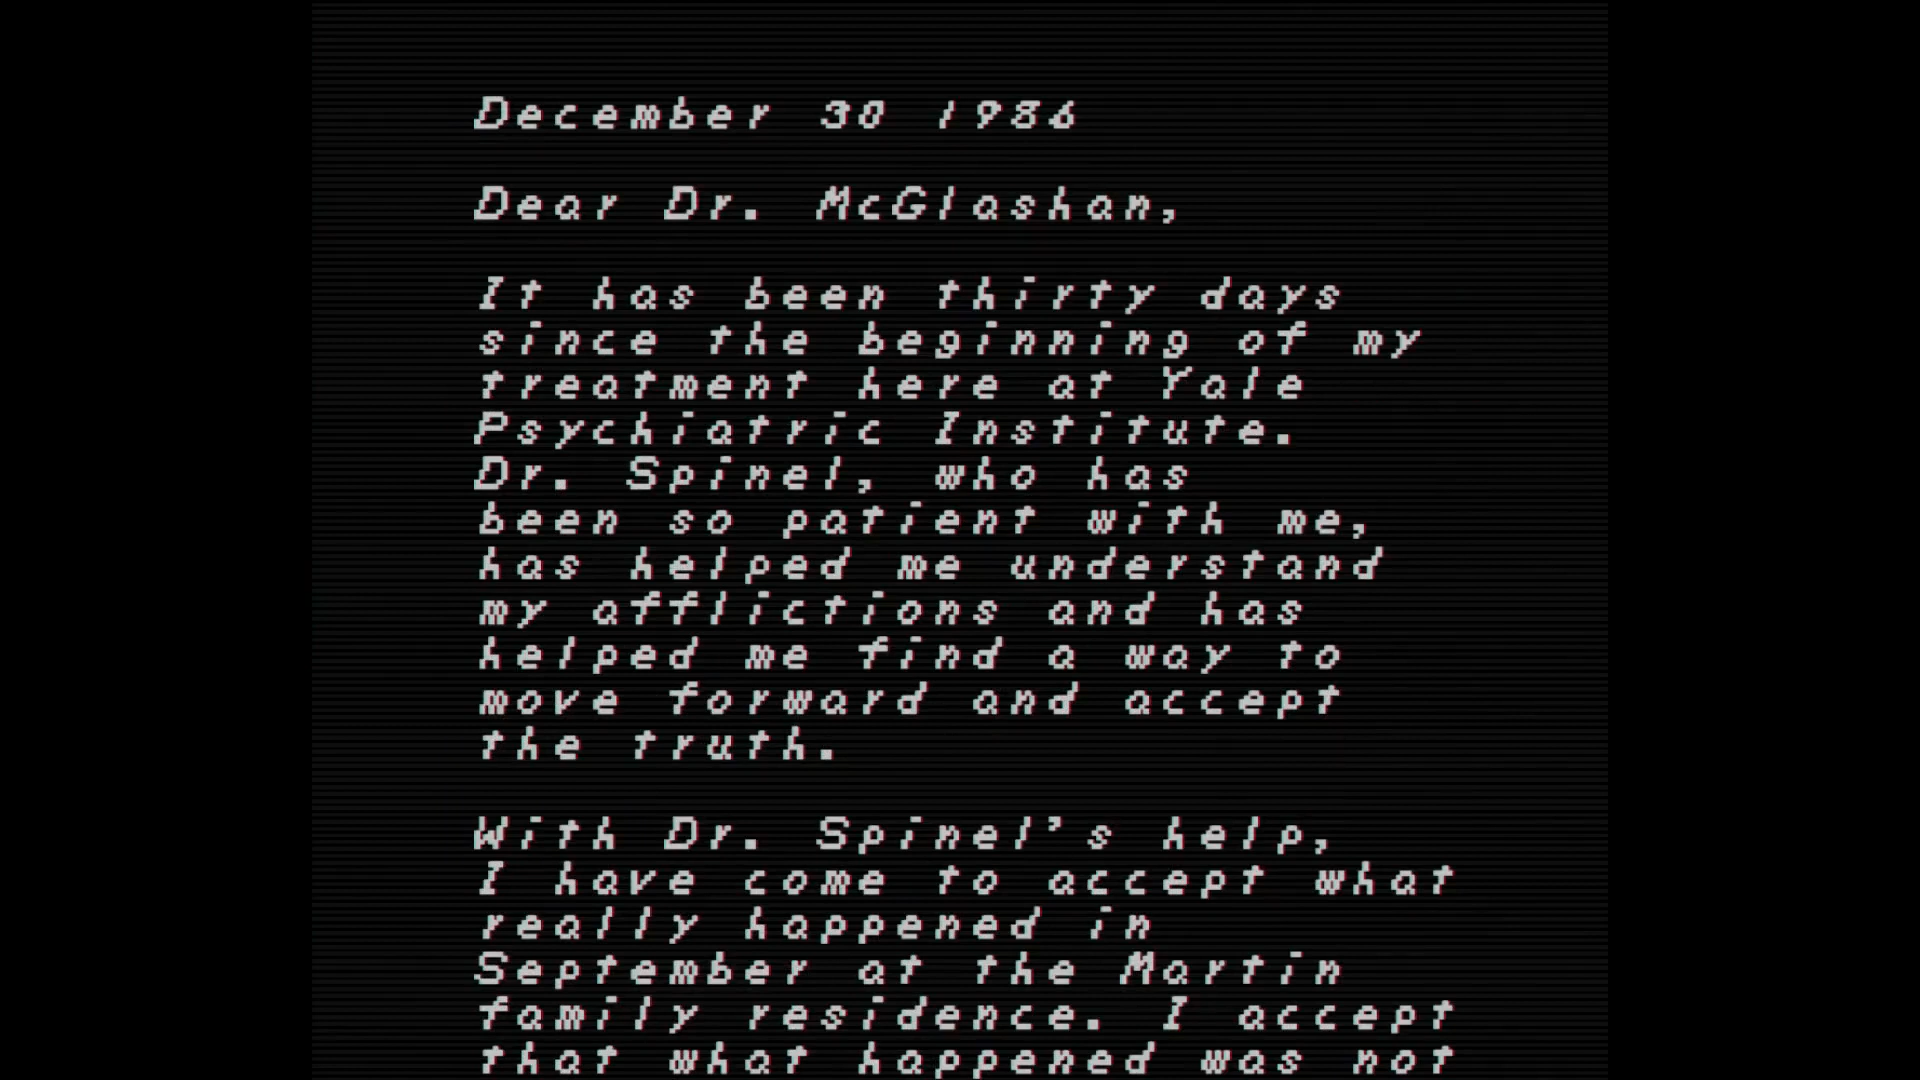 December 30 1986
Dear Dr. McGlashan,
It has been thirty days
since the beginning of my
treatment here at Yale
Psychiatric Institute.
Dr. Spinel, who has
been so patient with me,
has helped me understand
my afflictions and has
helped me find a way to
move forward and accept
the truth.
With Dr. Spinel's help,
I have come to accept what
really happened in
September at the Martin
family residence. I accept
that what happened was not